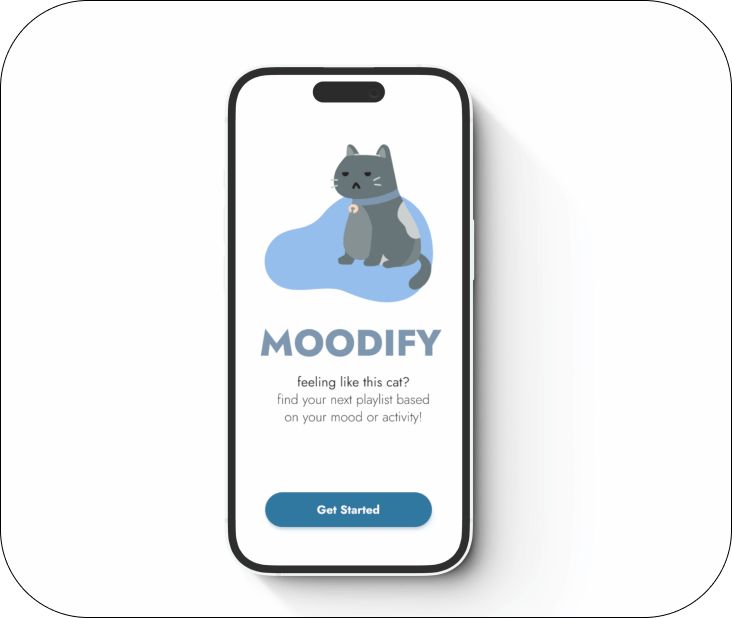 MOODIFY
feeling like this cat?
find your next playlist based
on your mood or activity!
Get Started